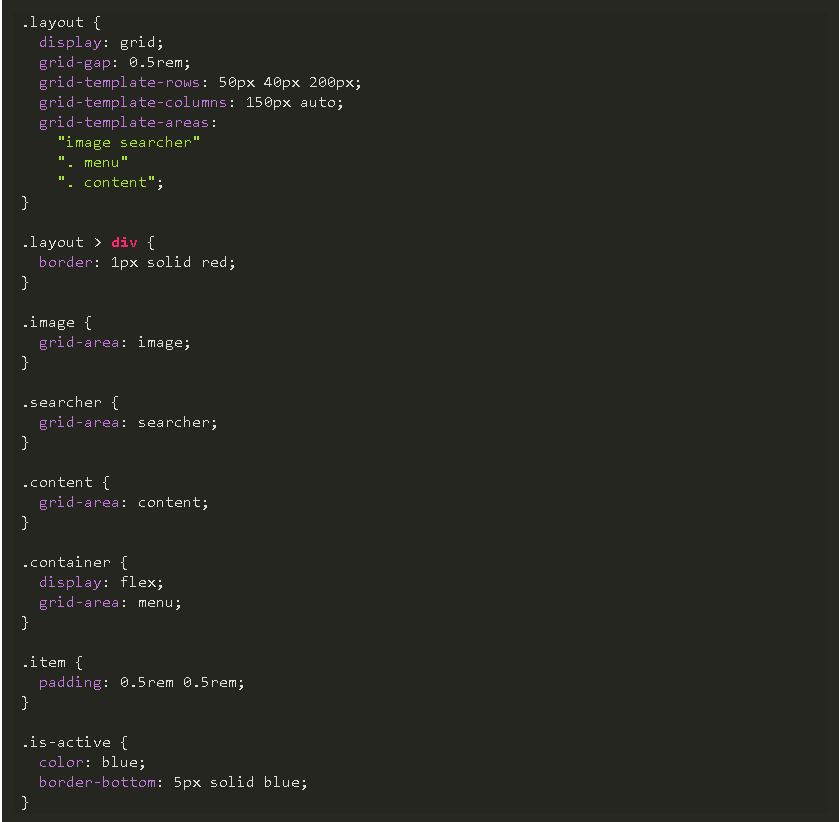 .layout {
  display: grid;
  grid-gap: 0.5rem;
  grid-template-rows: 50px 40px 200px;
  grid-template-columns: 150px auto;
  grid-template-areas:
    "image searcher"
    ". menu"
    ". content";
}

.layout > div {
  border: 1px solid red;
}

.image {
  grid-area: image;
}

.searcher {
  grid-area: searcher;
}

.content {
  grid-area: content;
}

.container {
  display: flex;
  grid-area: menu;
}

.item {
  padding: 0.5rem 0.5rem;
}

.is-active {
  color: blue;
  border-bottom: 5px solid blue;
}